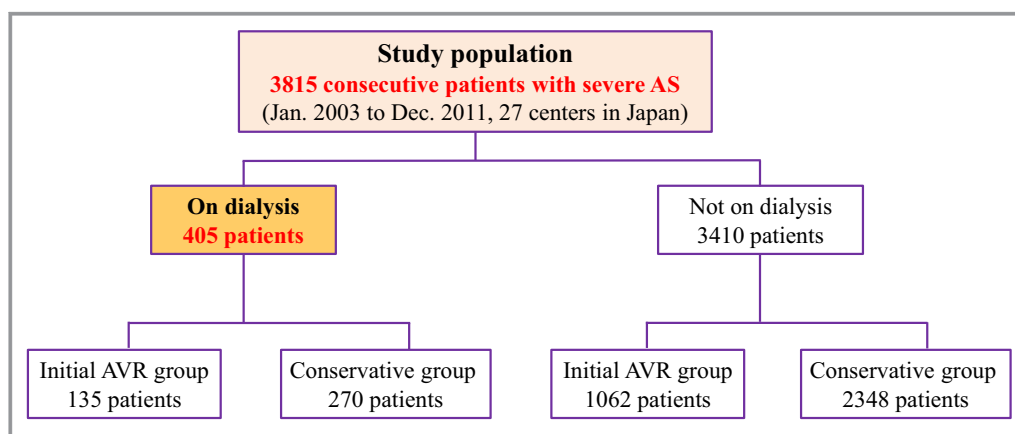 Study population
3815 consecutive patients with severe AS
(Jan. 2003 to Dec. 2011, 27 centers in Japan)
On dialysis
405 patients
Not on dialysis
3410 patients
Initial AVR group
135 patients
Conservative group
270 patients
Initial AVR group
1062 patients
Conservative group
2348 patients